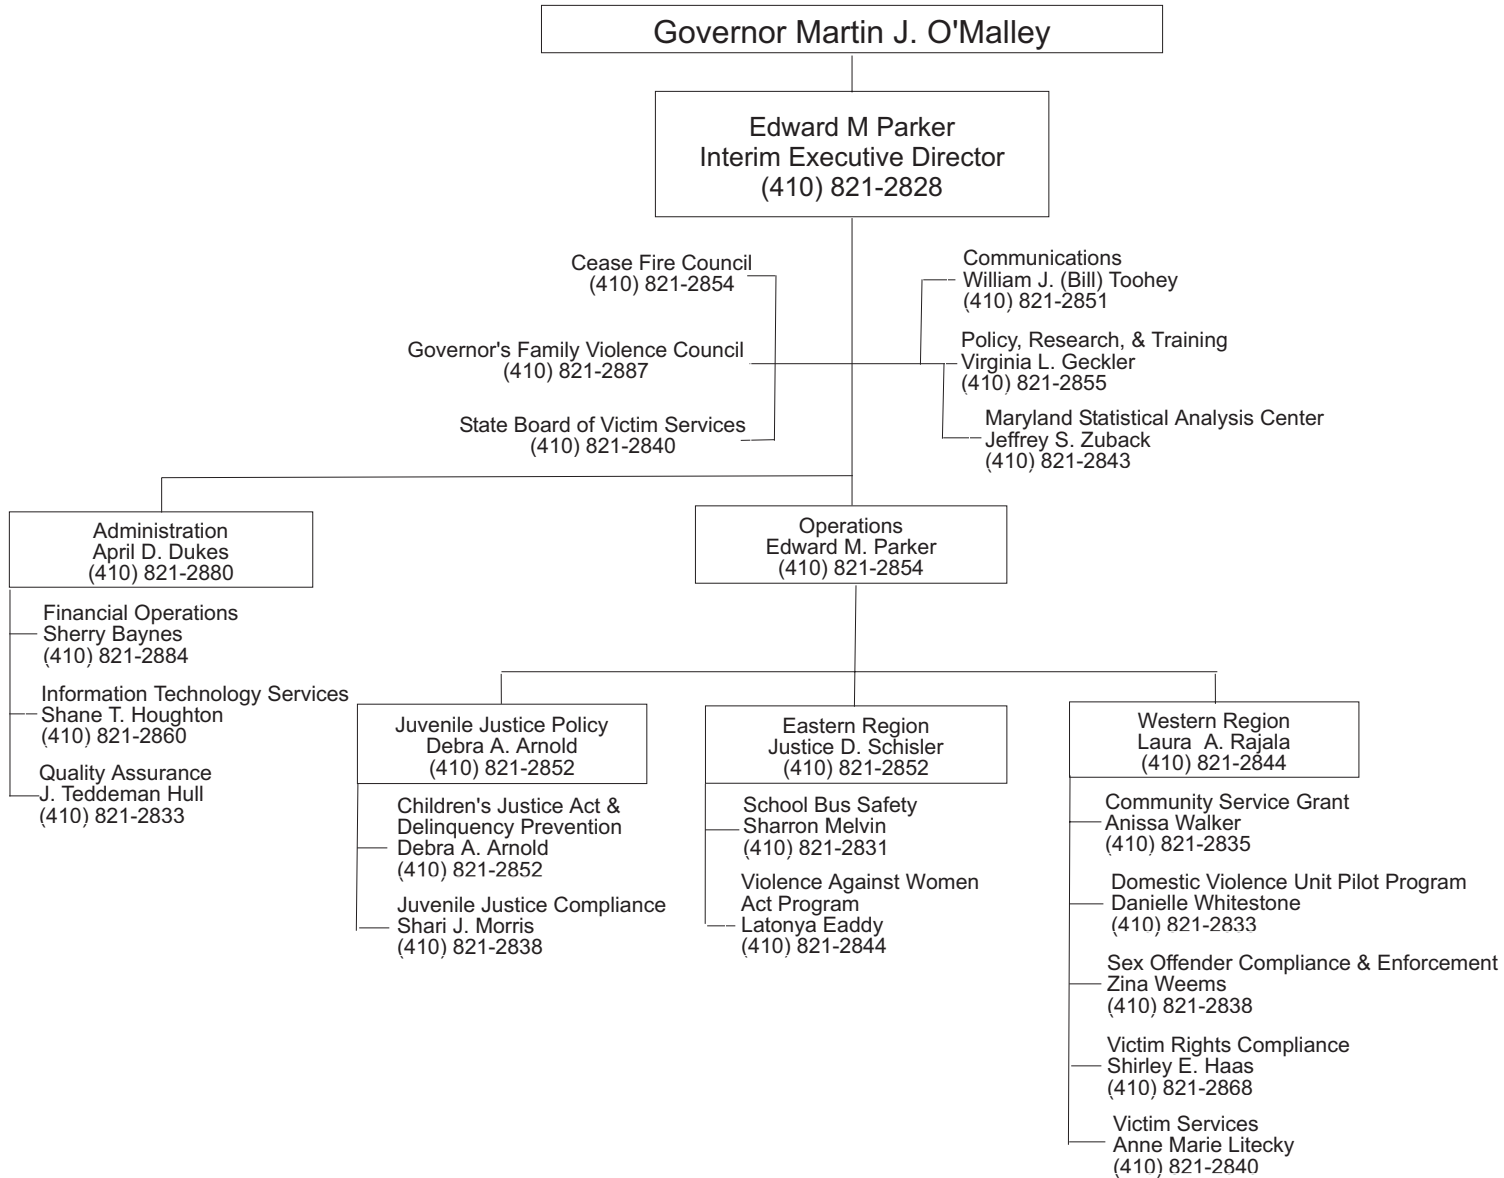 Governor Martin J. O'Malley
Edward M Parker
Interim Executive Director
(410) 821-2828
Cease Fire Council
(410) 821-2854
Governor's Family Violence Council
(410) 821-2887
State Board of Victim Services
(410) 821-2840
Communications
William J. (Bill) Toohey
(410) 821-2851
Policy, Research, & Training
Virginia L. Geckler
(410) 821-2855
Maryland Statistical Analysis Center
Jeffrey S. Zuback
(410) 821-2843
Administration
April D. Dukes
(410) 821-2880
Financial Operations
Sherry Baynes
(410) 821-2884
Information Technology Services
Shane T. Houghton
(410) 821-2860
Quality Assurance
J. Teddeman Hull
(410) 821-2833
Operations
Edward M. Parker
(410) 821-2854
Juvenile Justice Policy
Debra A. Arnold
(410) 821-2852
Children's Justice Act &
Delinquency Prevention
Debra A. Arnold
(410) 821-2852
Juvenile Justice Compliance
Shari J. Morris
(410) 821-2838
Eastern Region
Justice D. Schisler
(410) 821-2852
School Bus Safety
Sharron Melvin
(410) 821-2831
Violence Against Women
Act Program
Latonya Eaddy
(410) 821-2844
Western Region
Laura A. Rajala
(410) 821-2844
Community Service Grant
Anissa Walker
(410) 821-2835
Domestic Violence Unit Pilot Program
Danielle Whitestone
(410) 821-2833
Sex Offender Compliance & Enforcement
Zina Weems
(410) 821-2838
Victim Rights Compliance
Shirley E. Haas
(410) 821-2868
Victim Services
Anne Marie Litecky
(410) 821-2840